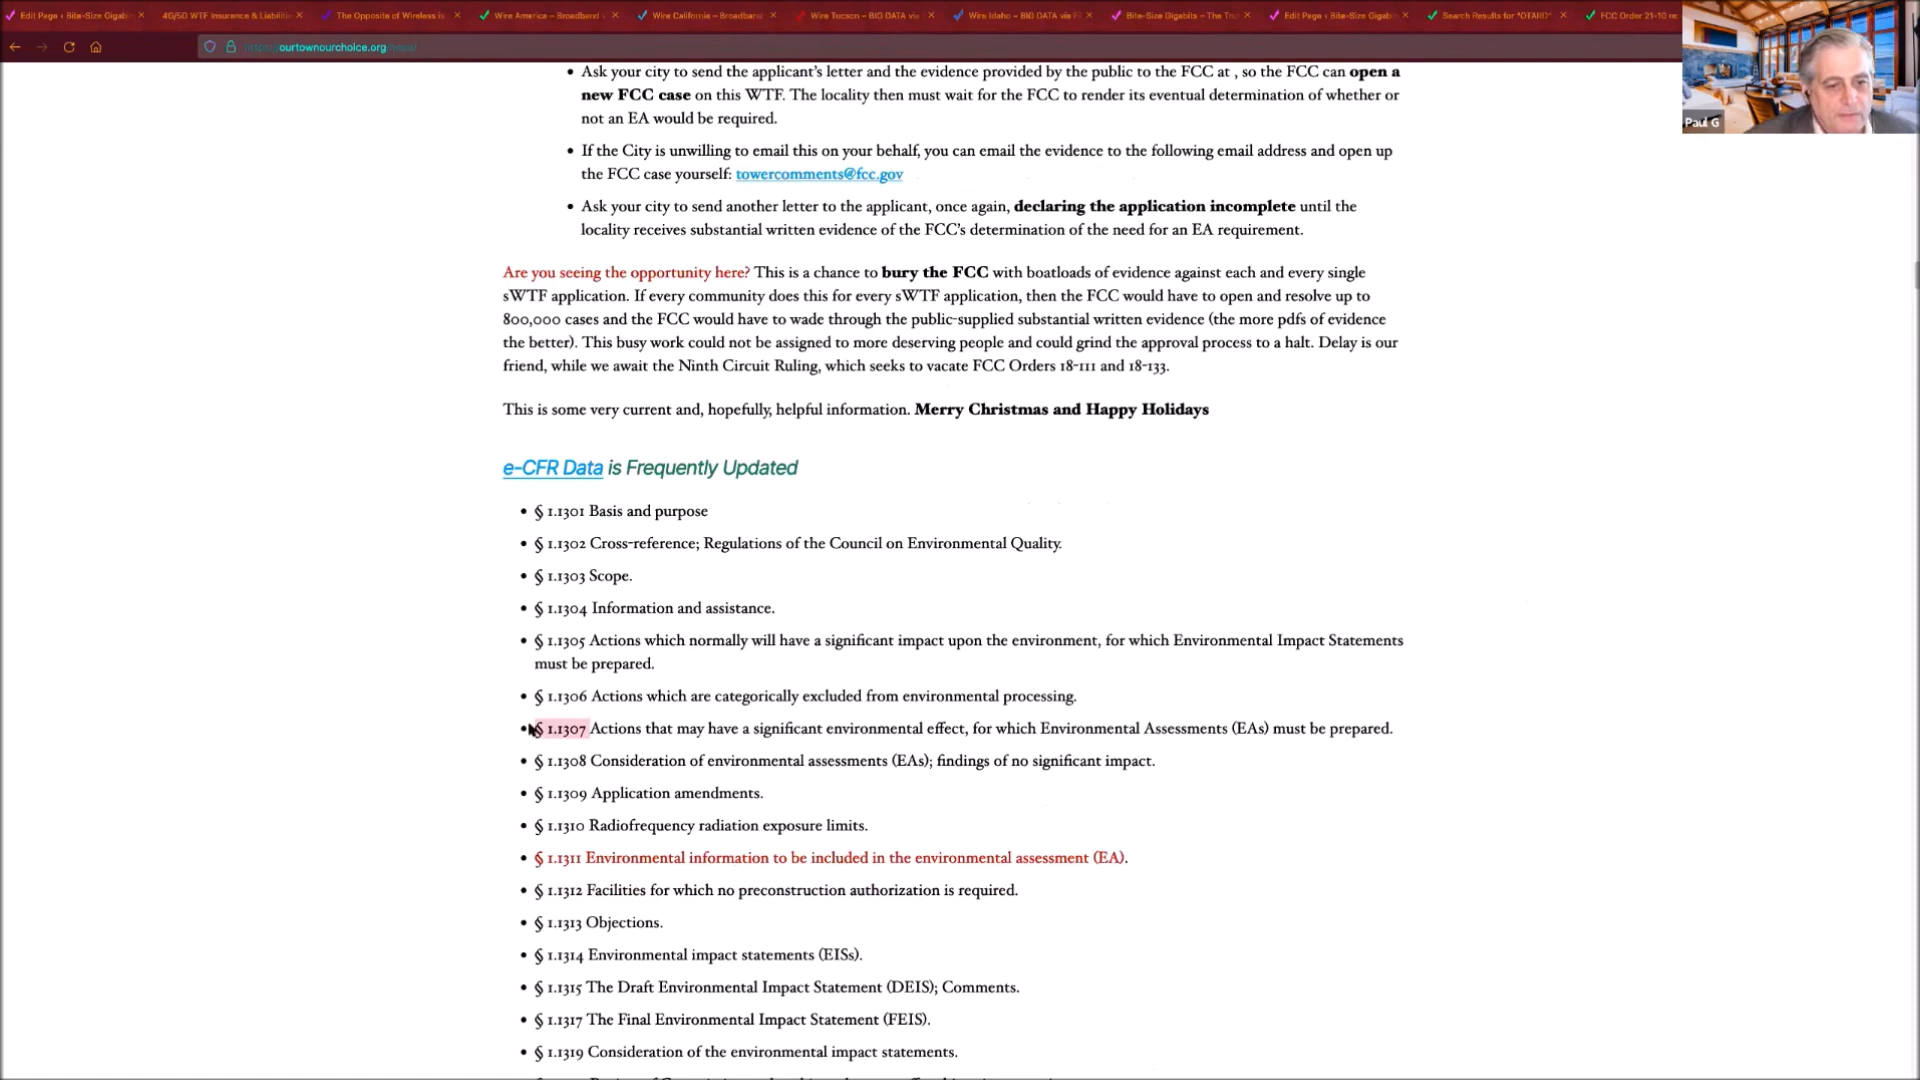 Edit Page ‹ Bite-Size Gigabi
4G/5G WTF Insurance & Liabilitie
The Opposite of Wireless is
Wire America – Broadband
Wire California – Broadband
Wire Tucson – BIG DATA via
Wire Idaho – BIG DATA via F
Bite-Size Gigabits – The Tru
Edit Page ‹ Bite-Size Gigab
Search Results for "OTARD"
FCC Order 21-10 re
ourtownourchoice.org
Paul G
• Ask your city to send the applicant's letter and the evidence provided by the public to the FCC at , so the FCC can open a
new FCC case on this WTF. The locality then must wait for the FCC to render its eventual determination of whether or
not an EA would be required.
• If the City is unwilling to email this on your behalf, you can email the evidence to the following email address and open up
the FCC case yourself: towercomments@fcc.gov
• Ask your city to send another letter to the applicant, once again, declaring the application incomplete until the
locality receives substantial written evidence of the FCC's determination of the need for an EA requirement.
Are you seeing the opportunity here? This is a chance to bury the FCC with boatloads of evidence against each and every single
sWTF application. If every community does this for every sWTF application, then the FCC would have to open and resolve up to
800,000 cases and the FCC would have to wade through the public-supplied substantial written evidence (the more pdfs of evidence
the better). This busy work could not be assigned to more deserving people and could grind the approval process to a halt. Delay is our
friend, while we await the Ninth Circuit Ruling, which seeks to vacate FCC Orders 18-111 and 18-133.
This is some very current and, hopefully, helpful information. Merry Christmas and Happy Holidays
e-CFR Data is Frequently Updated
• § 1.1301 Basis and purpose
• § 1.1302 Cross-reference; Regulations of the Council on Environmental Quality.
• § 1.1303 Scope.
• § 1.1304 Information and assistance.
• § 1.1305 Actions which normally will have a significant impact upon the environment, for which Environmental Impact Statements
must be prepared.
• § 1.1306 Actions which are categorically excluded from environmental processing.
• § 1.1307 Actions that may have a significant environmental effect, for which Environmental Assessments (EAs) must be prepared.
• § 1.1308 Consideration of environmental assessments (EAs); findings of no significant impact.
• § 1.1309 Application amendments.
• § 1.1310 Radiofrequency radiation exposure limits.
• § 1.1311 Environmental information to be included in the environmental assessment (EA).
• § 1.1312 Facilities for which no preconstruction authorization is required.
• § 1.1313 Objections.
• § 1.1314 Environmental impact statements (EISs).
• § 1.1315 The Draft Environmental Impact Statement (DEIS); Comments.
• § 1.1317 The Final Environmental Impact Statement (FEIS).
• § 1.1319 Consideration of the environmental impact statements.